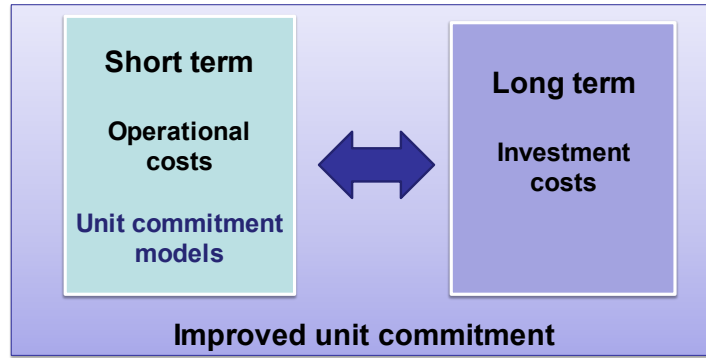 Short term
Operational
costs
Unit commitment
models
Long term
Investment
costs
Improved unit commitment